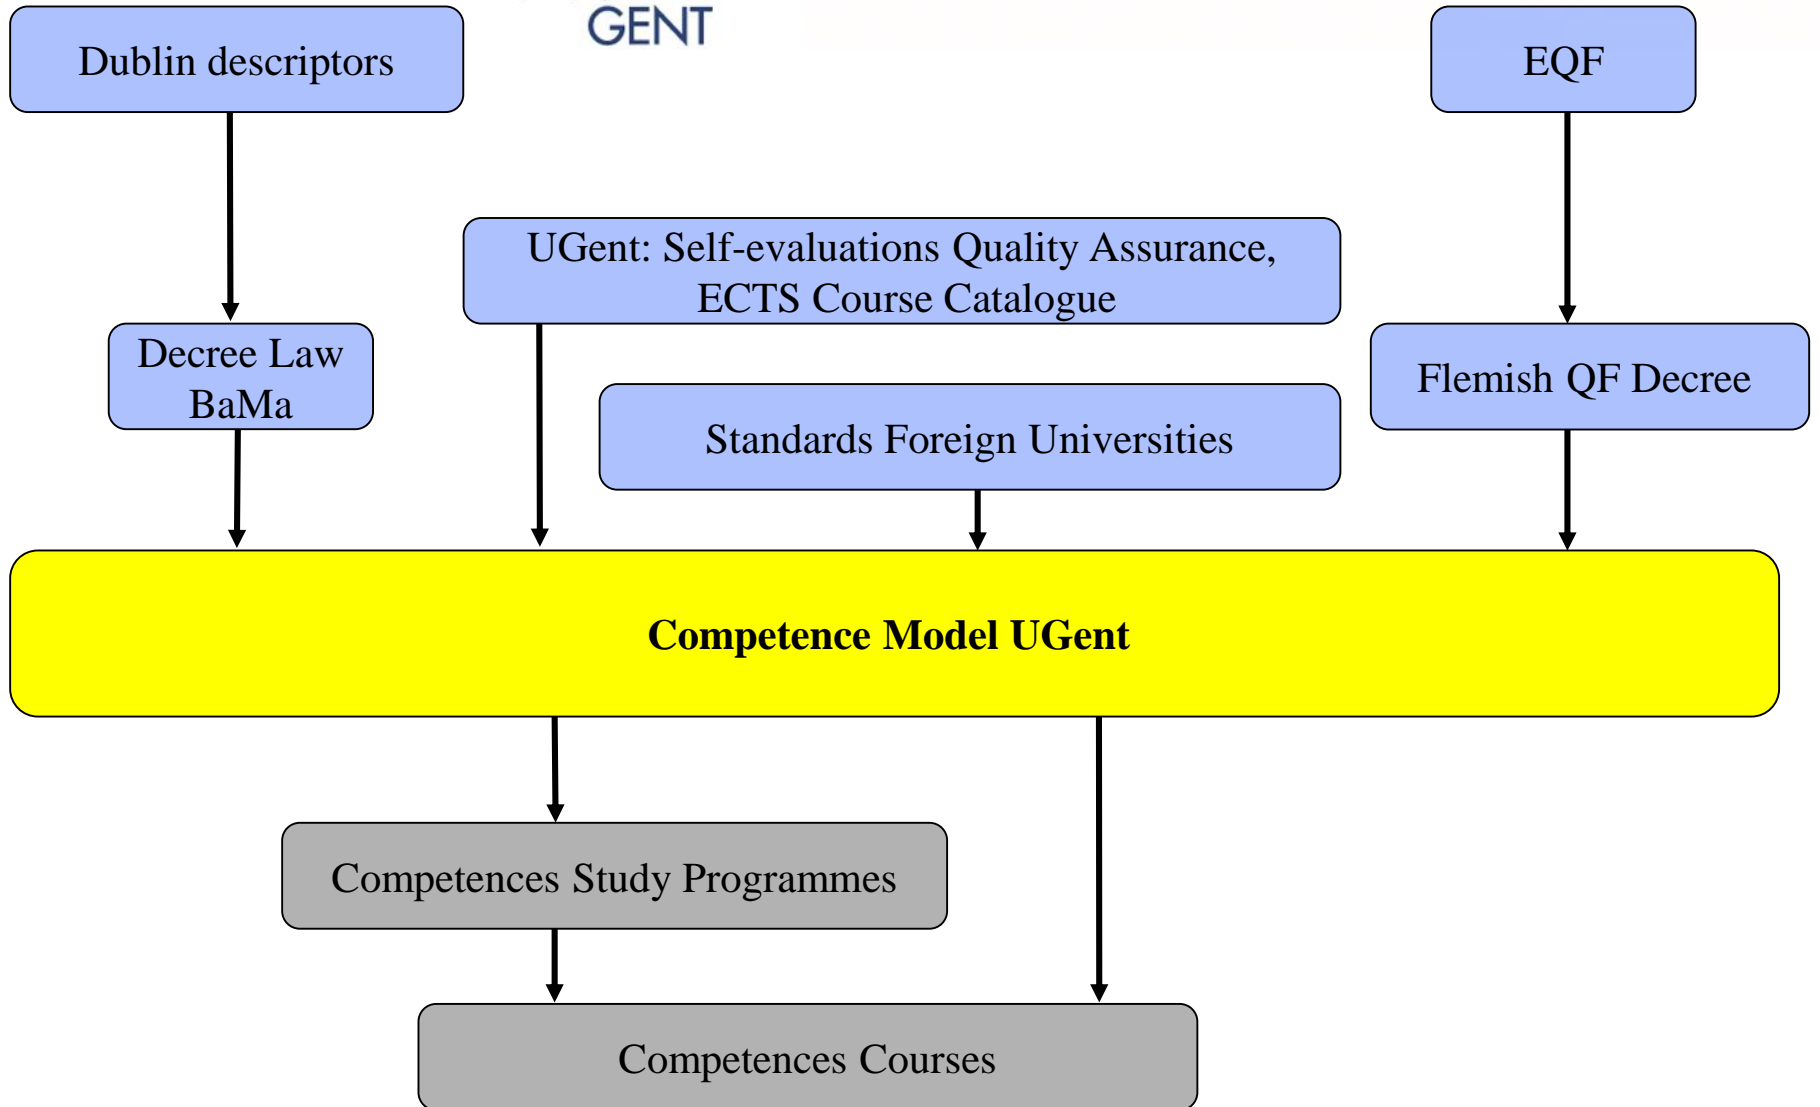 GENT
Dublin descriptors
EQF
UGent: Self-evaluations Quality Assurance,
ECTS Course Catalogue
Decree Law
BaMa
Flemish QF Decree
Standards Foreign Universities
Competence Model UGent
Competences Study Programmes
Competences Courses